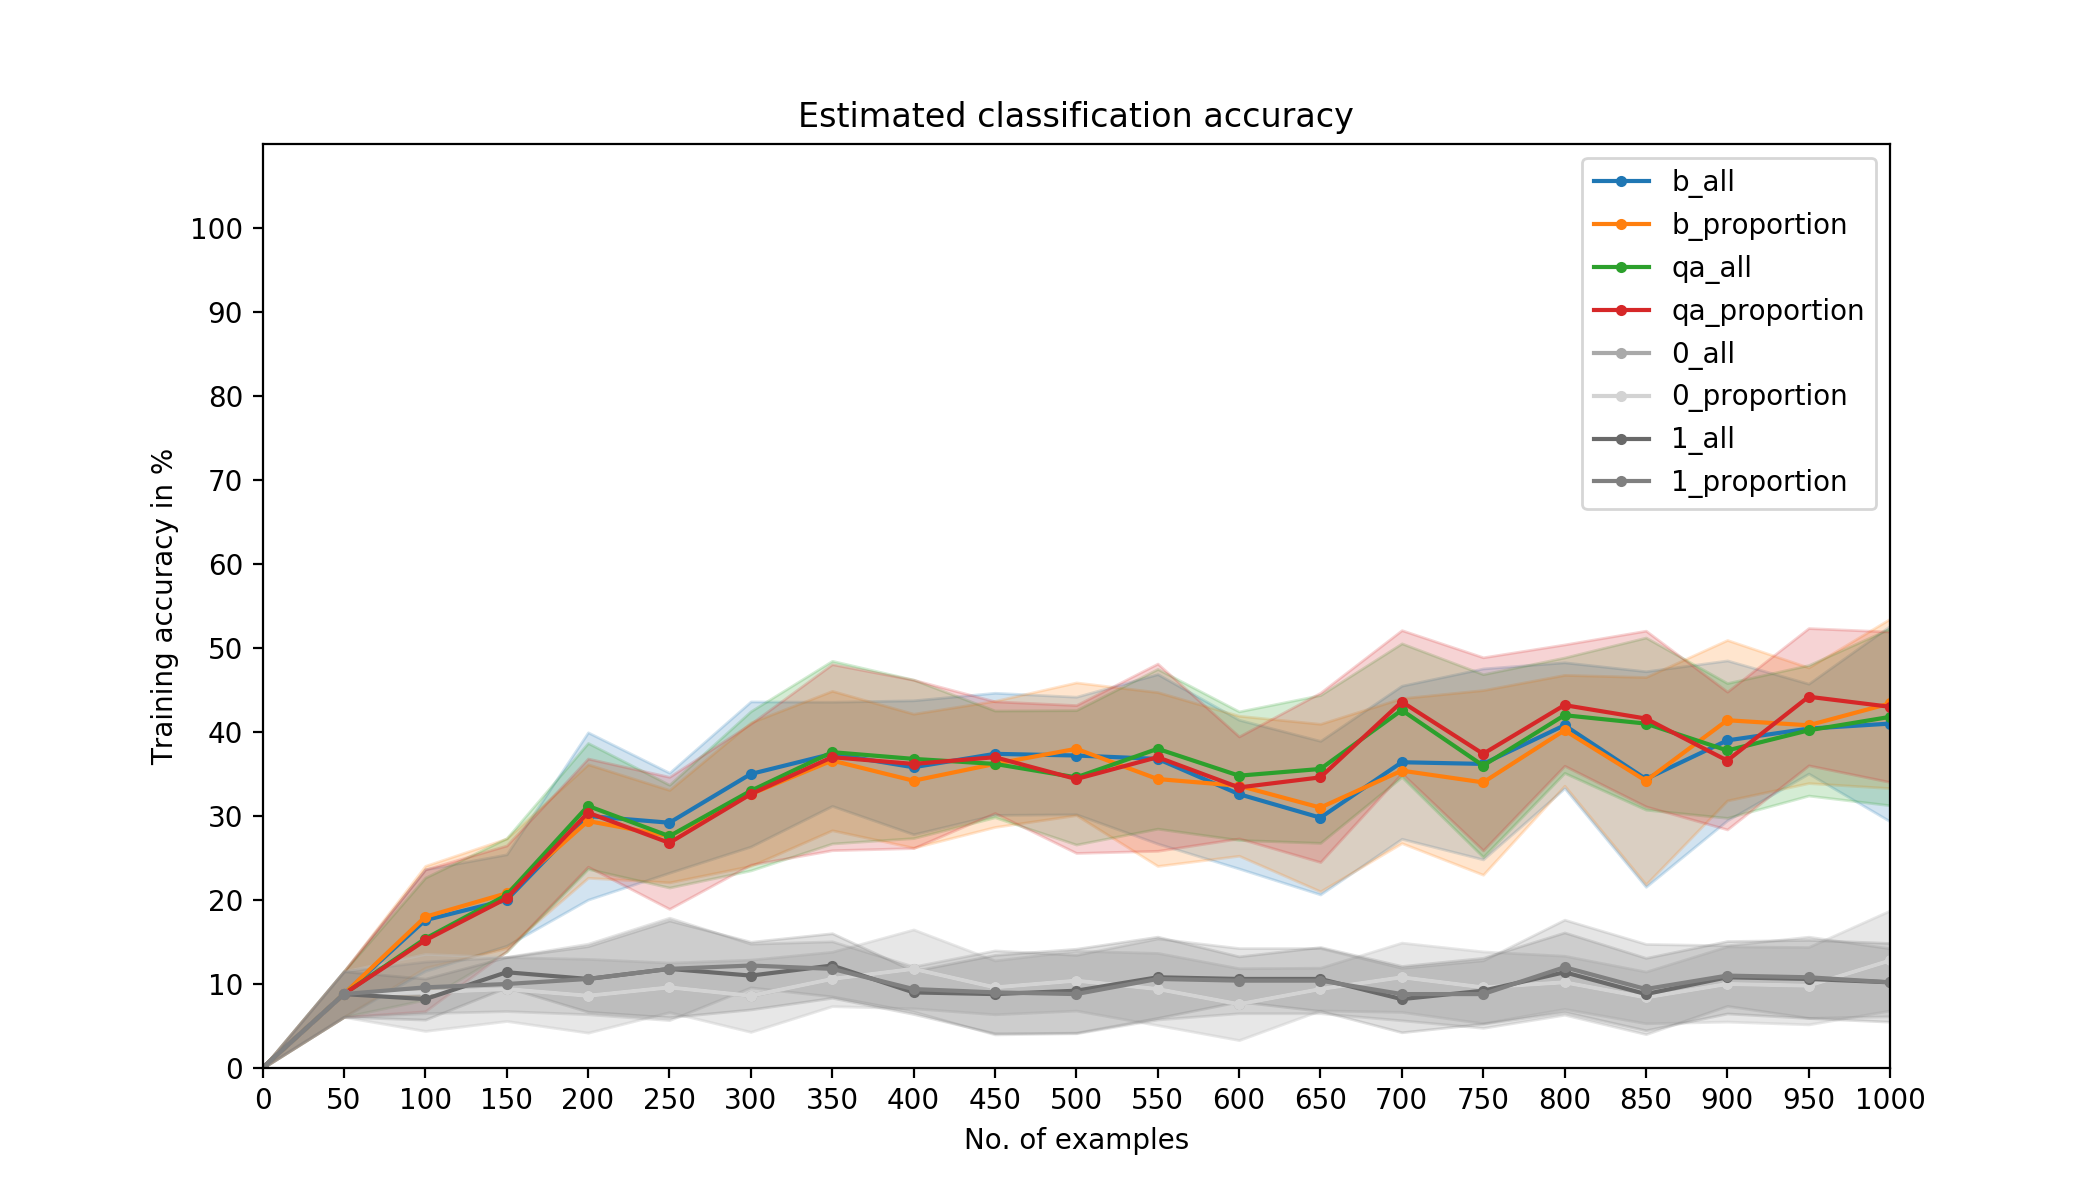 Estimated classification accuracy
b_all
b_proportion
qa_all
qa_proportion
0_all
0_proportion
1_all
1_proportion
Training accuracy in %
100
90
80
70
60
50
40
30
20
10
0
0 50 100 150 200 250 300 350 400 450 500 550 600 650 700 750 800 850 900 950 1000
No. of examples